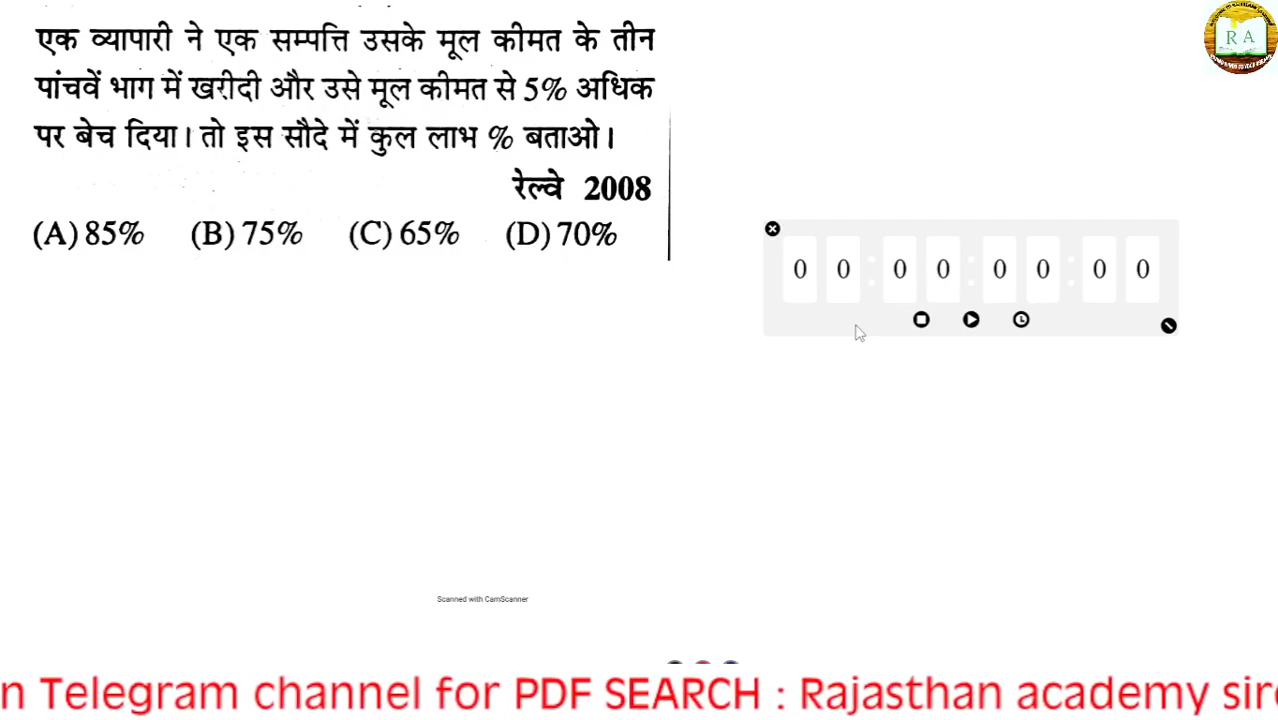 एक व्यापारी ने एक सम्पत्ति उसके मूल कीमत के तीन
पांचवें भाग में खरीदी और उसे मूल कीमत से 5% अधिक
पर बेच दिया। तो इस सौदे में कुल लाभ % बताओ।
रेल्वे 2008
(A) 85% (B) 75% (C) 65% (D) 70%
R A
0 0 : 0 0 : 0 0 : 0 0
Scanned with CamScanner
n Telegram channel for PDF SEARCH : Rajasthan academy sir